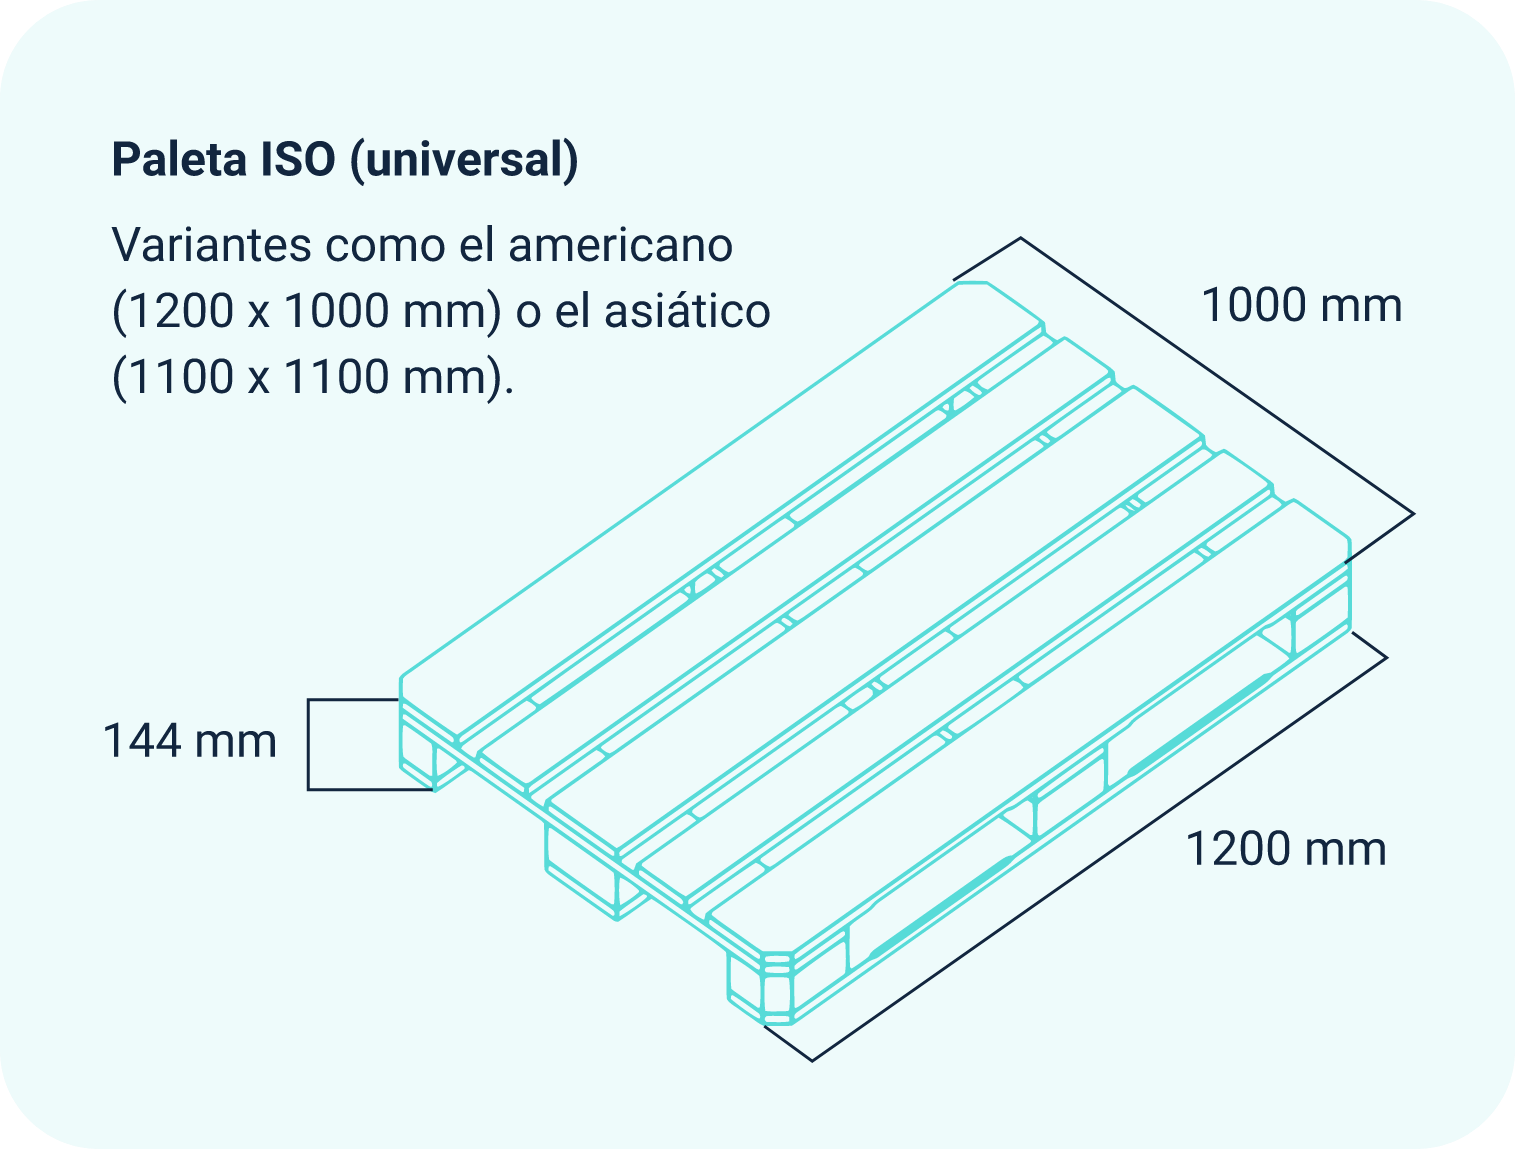 Paleta ISO (universal)
Variantes como el americano
(1200 x 1000 mm) o el asiático
(1100 x 1100 mm).
1000 mm
144 mm
1200 mm